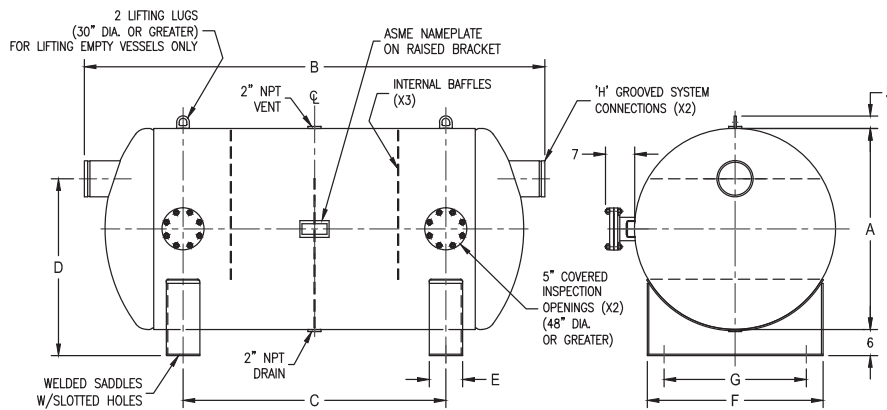 2 LIFTING LUGS
(30" DIA. OR GREATER)
FOR LIFTING EMPTY VESSELS ONLY
B
2" NPT
VENT
℄
ASME NAMEPLATE
ON RAISED BRACKET
INTERNAL BAFFLES
(X3)
'H' GROOVED SYSTEM
CONNECTIONS (X2)
7
A
D
5" COVERED
INSPECTION
OPENINGS (X2)
(48" DIA.
OR GREATER)
6
2" NPT
DRAIN
E
WELDED SADDLES
W/SLOTTED HOLES
C
G
F